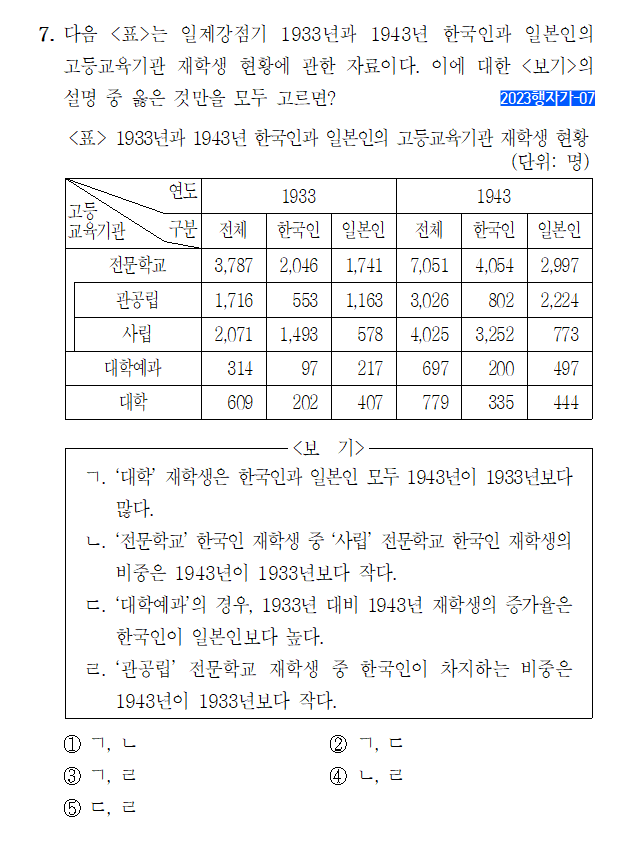 7. 다음 <표>는 일제강점기 1933년과 1943년 한국인과 일본인의
고등교육기관 재학생 현황에 관한 자료이다. 이에 대한 <보기>의
설명 중 옳은 것만을 모두 고르면?
2023행자가-07
<표> 1933년과 1943년 한국인과 일본인의 고등교육기관 재학생 현황
(단위: 명)
연도 1933 1943
고등
교육기관 구분 전체 한국인 일본인 전체 한국인 일본인
전문학교 3,787 2,046 1,741 7,051 4,054 2,997
관공립 1,716 553 1,163 3,026 802 2,224
사립 2,071 1,493 578 4,025 3,252 773
대학예과 314 97 217 697 200 497
대학 609 202 407 779 335 444
<보 기>
ㄱ. ‘대학’ 재학생은 한국인과 일본인 모두 1943년이 1933년보다
많다.
ㄴ. ‘전문학교’ 한국인 재학생 중 ‘사립’ 전문학교 한국인 재학생의
비중은 1943년이 1933년보다 작다.
ㄷ. ‘대학예과’의 경우, 1933년 대비 1943년 재학생의 증가율은
한국인이 일본인보다 높다.
ㄹ. ‘관공립’ 전문학교 재학생 중 한국인이 차지하는 비중은
1943년이 1933년보다 작다.
① ㄱ, ㄴ
② ㄱ, ㄷ
③ ㄱ, ㄹ
④ ㄴ, ㄹ
⑤ ㄷ, ㄹ